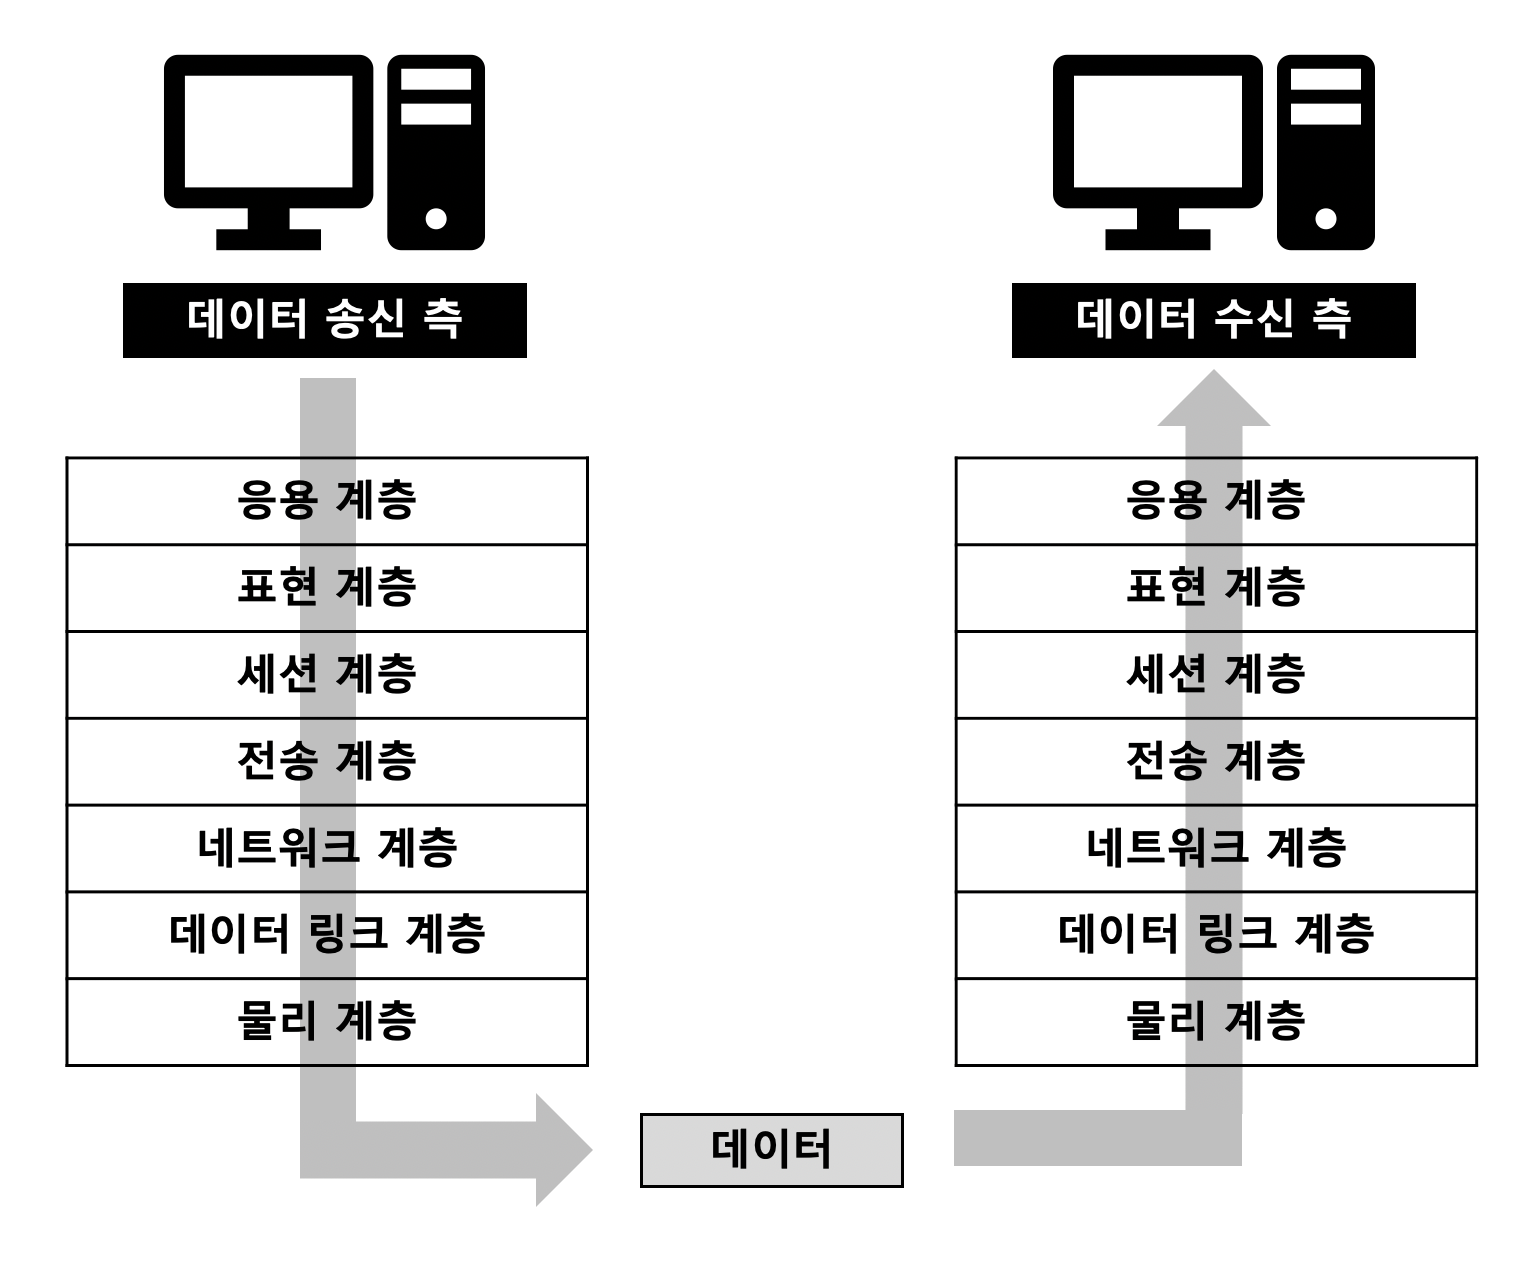 데이터 송신 측
응용 계층
표현 계층
세션 계층
전송 계층
네트워크 계층
데이터 링크 계층
물리 계층
데이터
데이터 수신 측
응용 계층
표현 계층
세션 계층
전송 계층
네트워크 계층
데이터 링크 계층
물리 계층